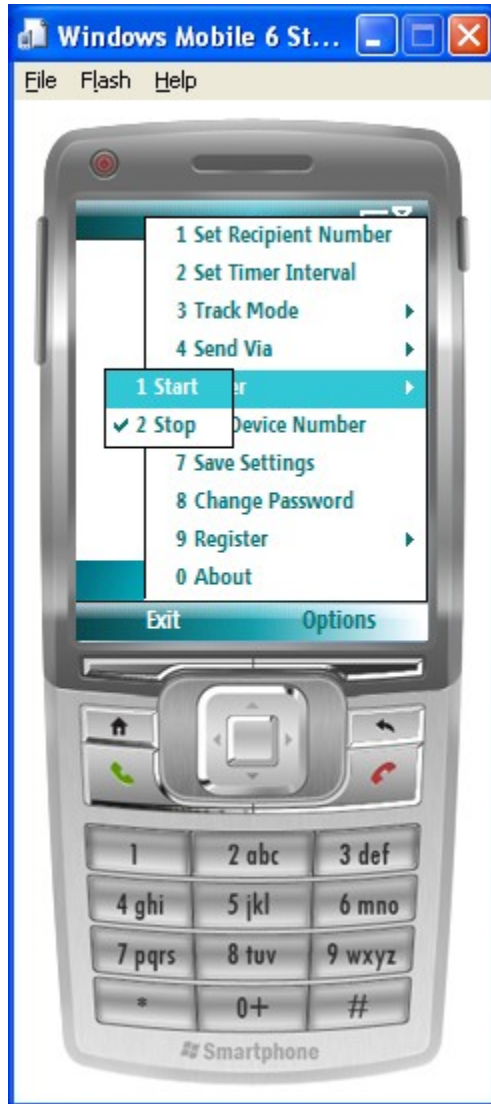 Windows Mobile 6 St...
File Flash Help
1 Set Recipient Number
2 Set Timer Interval
3 Track Mode
4 Send Via
1 Start
er
2 Stop
Device Number
7 Save Settings
8 Change Password
9 Register
0 About
Exit Options
1 2 abc 3 def
4 ghi 5 jkl 6 mno
7 pqrs 8 tuv 9 wxyz
* 0+ #
Smartphone